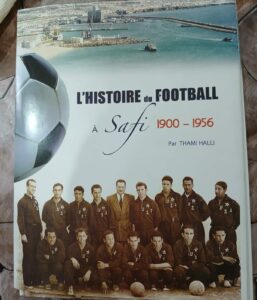 L'HISTOIRE du FOOTBALL
À Safi 1900 - 1956
Par THAMI HALLI